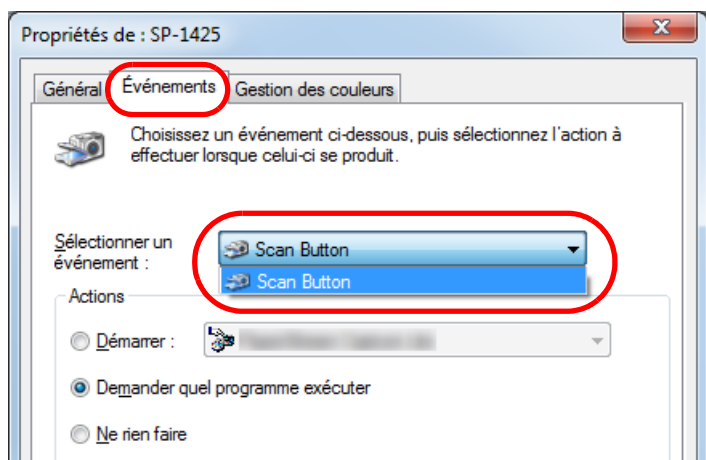 Propriétés de : SP-1425
Général Événements Gestion des couleurs
Choisissez un événement ci-dessous, puis sélectionnez l'action à
effectuer lorsque celui-ci se produit.
Sélectionner un
événement :
Scan Button
Scan Button
Actions
Démarrer :
Demander quel programme exécuter
Ne rien faire